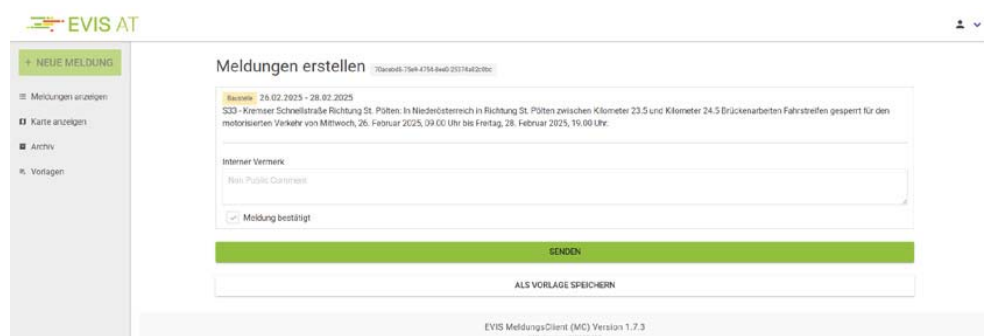 EVIS AT
+ NEUE MELDUNG
Meldungen anzeigen
Karte anzeigen
Archiv
Vorlagen
Meldungen erstellen
Baustelle 26.02.2025 - 28.02.2025
S33 - Kremser Schnellstraße Richtung St. Pölten: In Niederösterreich in Richtung St. Pölten zwischen Kilometer 23.5 und Kilometer 24.5 Brückenarbeiten Fahrstreifen gesperrt für den
motorisierten Verkehr von Mittwoch, 26. Februar 2025, 09.00 Uhr bis Freitag, 28. Februar 2025, 19.00 Uhr.
Interner Vermerk
Non Public Comment
Meldung bestätigt
SENDEN
ALS VORLAGE SPEICHERN
EVIS MeldungsClient (MC) Version 1.7.3